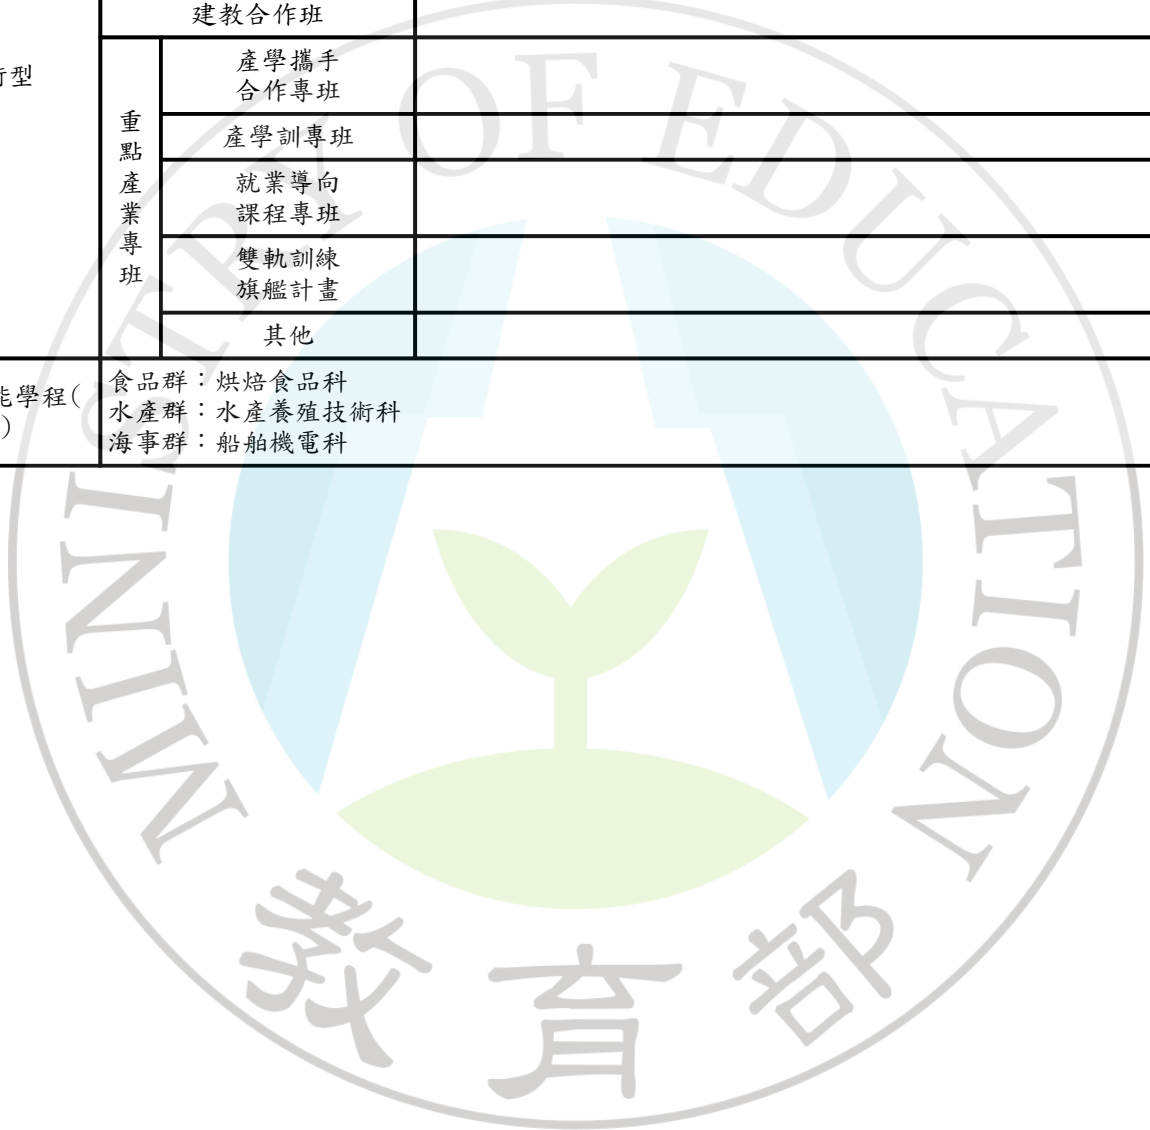 建教合作班
術型
產學攜手
合作專班
重點產業專班
產學訓專班
就業導向
課程專班
雙軌訓練
旗艦計畫
其他
能學程(
)
食品群：烘焙食品科
水產群：水產養殖技術科
海事群：船舶機電科
MINISTRY OF EDUCATION
教育部